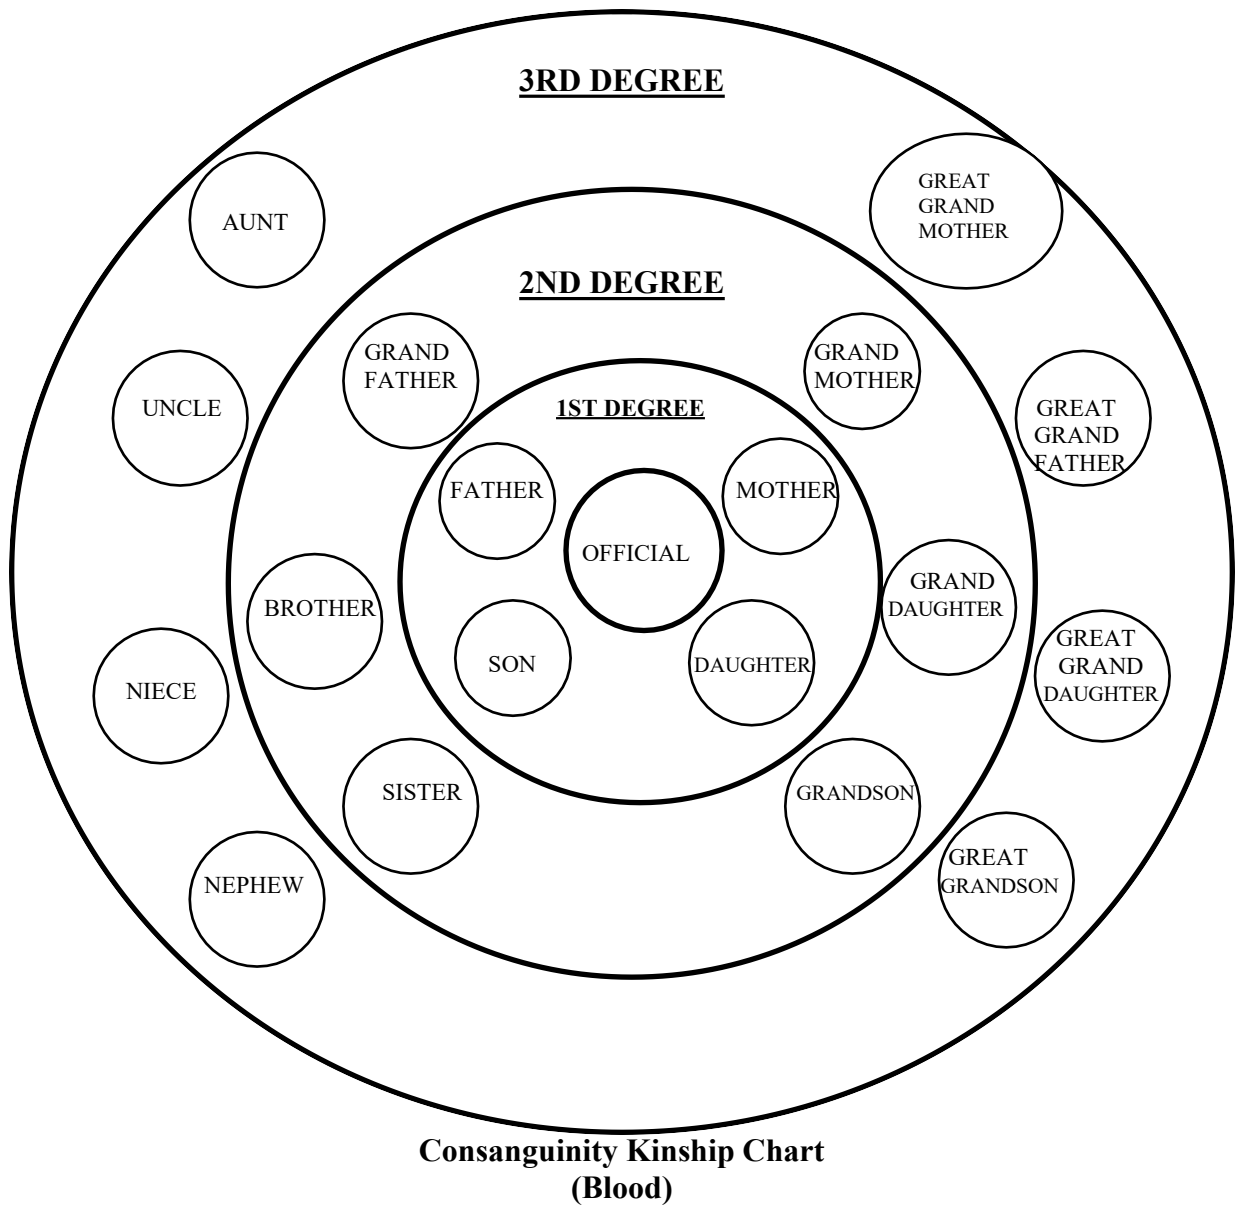 3RD DEGREE
AUNT
GREAT
GRAND
MOTHER
2ND DEGREE
GRAND
FATHER
GRAND
MOTHER
UNCLE
1ST DEGREE
GREAT
GRAND
FATHER
FATHER
MOTHER
OFFICIAL
BROTHER
GRAND
DAUGHTER
SON
DAUGHTER
NIECE
GREAT
GRAND
DAUGHTER
SISTER
GRANDSON
NEPHEW
GREAT
GRANDSON
Consanguinity Kinship Chart
(Blood)